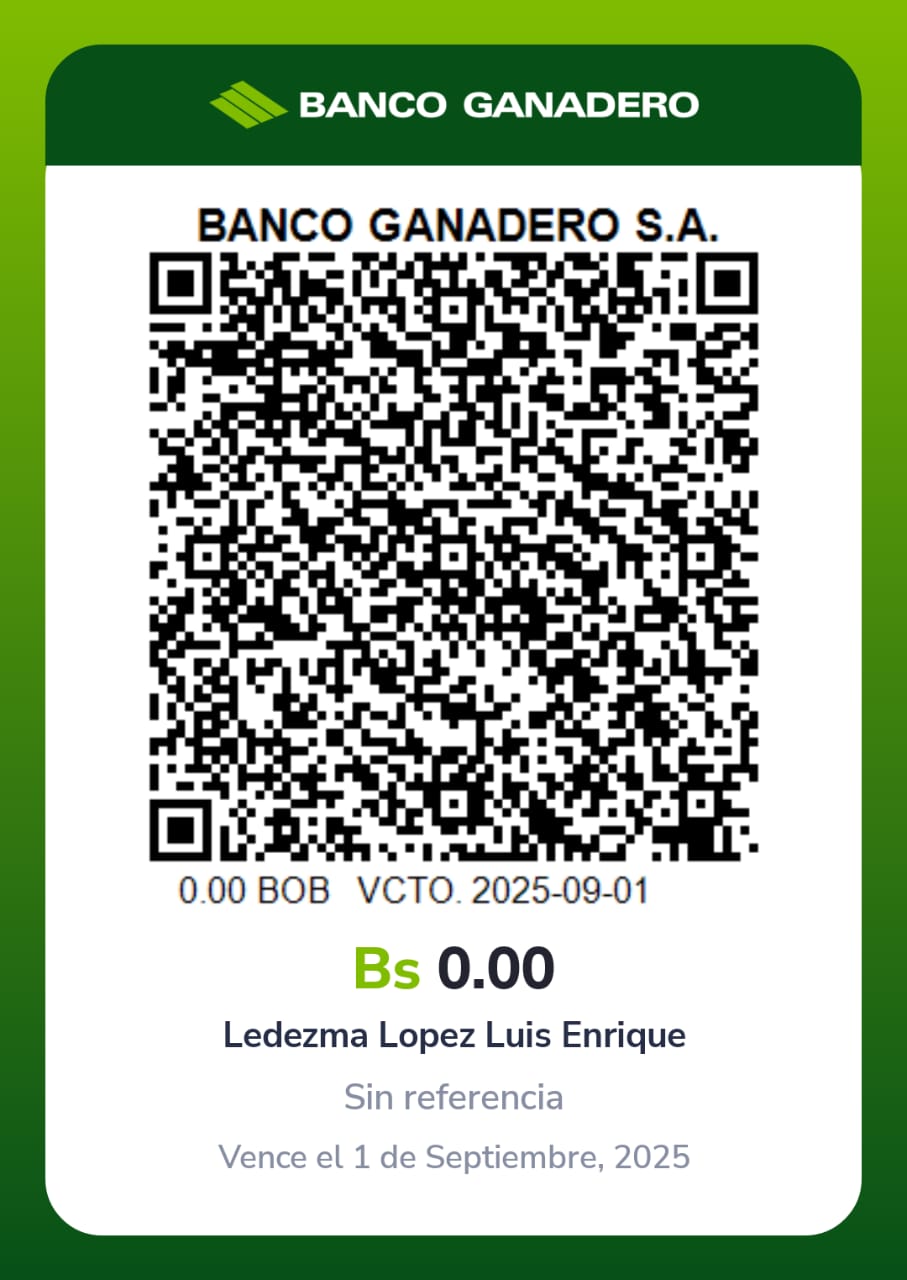 BANCO GANADERO
BANCO GANADERO S.A.
0.00 BOB VCTO. 2025-09-01
Bs 0.00
Ledezma Lopez Luis Enrique
Sin referencia
Vence el 1 de Septiembre, 2025